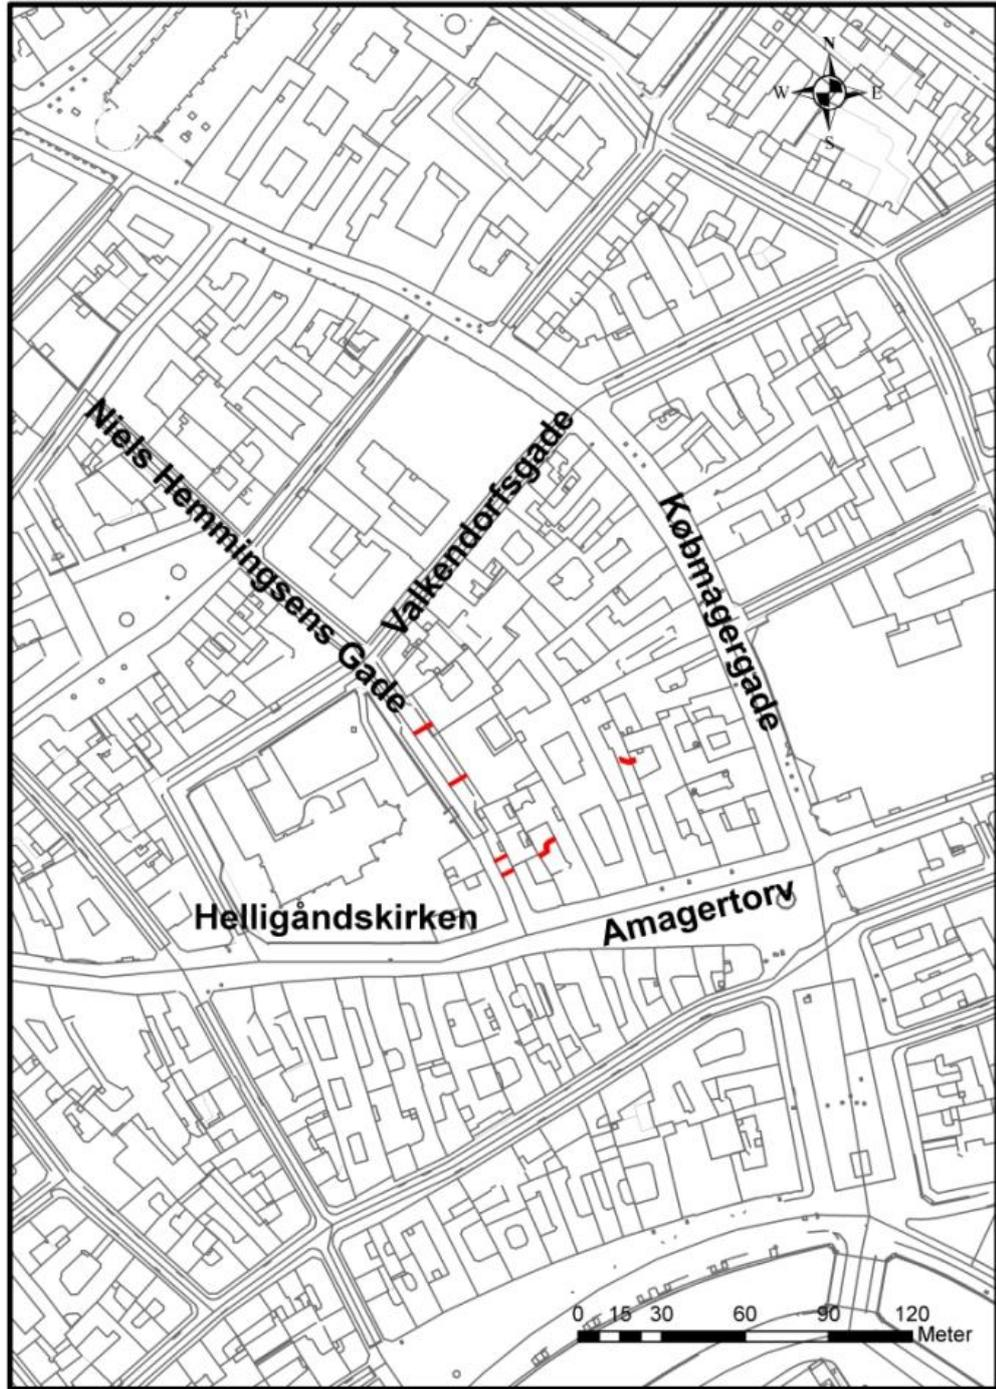 N
W E
S
Niels Hemmingsens Gade
Valkendorfsgade
Købmagergade
Helligåndskirken
Amagertorv
0 15 30 60 90 120
Meter